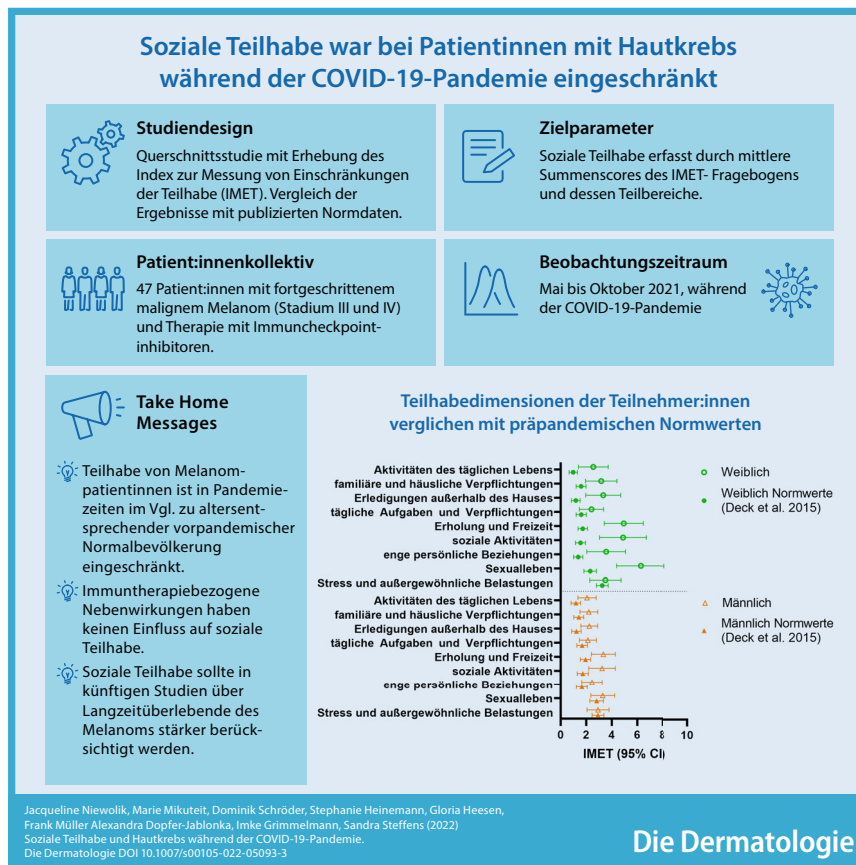 Soziale Teilhabe war bei Patientinnen mit Hautkrebs
während der COVID-19-Pandemie eingeschränkt
Studiendesign
Querschnittsstudie mit Erhebung des
Index zur Messung von Einschränkungen
der Teilhabe (IMET). Vergleich der
Ergebnisse mit publizierten Normdaten.
Zielparameter
Soziale Teilhabe erfasst durch mittlere
Summenscores des IMET- Fragebogens
und dessen Teilbereiche.
Patient:innenkollektiv
47 Patient:innen mit fortgeschrittenem
malignem Melanom (Stadium III und IV)
und Therapie mit Immuncheckpoint-
inhibitoren.
Beobachtungszeitraum
Mai bis Oktober 2021, während
der COVID-19-Pandemie
Take Home
Messages
Teilhabe von Melanom-
patientinnen ist in Pandemie-
zeiten im Vgl. zu altersent-
sprechender vorpandemischer
Normalbevölkerung
eingeschränkt.
Immuntherapiebezogene
Nebenwirkungen haben
keinen Einfluss auf soziale
Teilhabe.
Soziale Teilhabe sollte in
künftigen Studien über
Langzeitüberlebende des
Melanoms stärker berück-
sichtigt werden.
Teilhabedimensionen der Teilnehmer:innen
verglichen mit präpandemischen Normwerten
Aktivitäten des täglichen Lebens
familiäre und häusliche Verpflichtungen
Erledigungen außerhalb des Hauses
tägliche Aufgaben und Verpflichtungen
Erholung und Freizeit
soziale Aktivitäten
enge persönliche Beziehungen
Sexualleben
Stress und außergewöhnliche Belastungen
Aktivitäten des täglichen Lebens
familiäre und häusliche Verpflichtungen
Erledigungen außerhalb des Hauses
tägliche Aufgaben und Verpflichtungen
Erholung und Freizeit
soziale Aktivitäten
enge persönliche Beziehungen
Sexualleben
Stress und außergewöhnliche Belastungen
0 2 4 6 8 10
IMET (95% CI)
Weiblich
Weiblich Normwerte
(Deck et al. 2015)
Männlich
Männlich Normwerte
(Deck et al. 2015)
Jacqueline Niewolik, Marie Mikuteit, Dominik Schröder, Stephanie Heinemann, Gloria Heesen,
Frank Müller Alexandra Dopfer-Jablonka, Imke Grimmelmann, Sandra Steffens (2022)
Soziale Teilhabe und Hautkrebs während der COVID-19-Pandemie.
Die Dermatologie DOI 10.1007/s00105-022-05093-3
Die Dermatologie